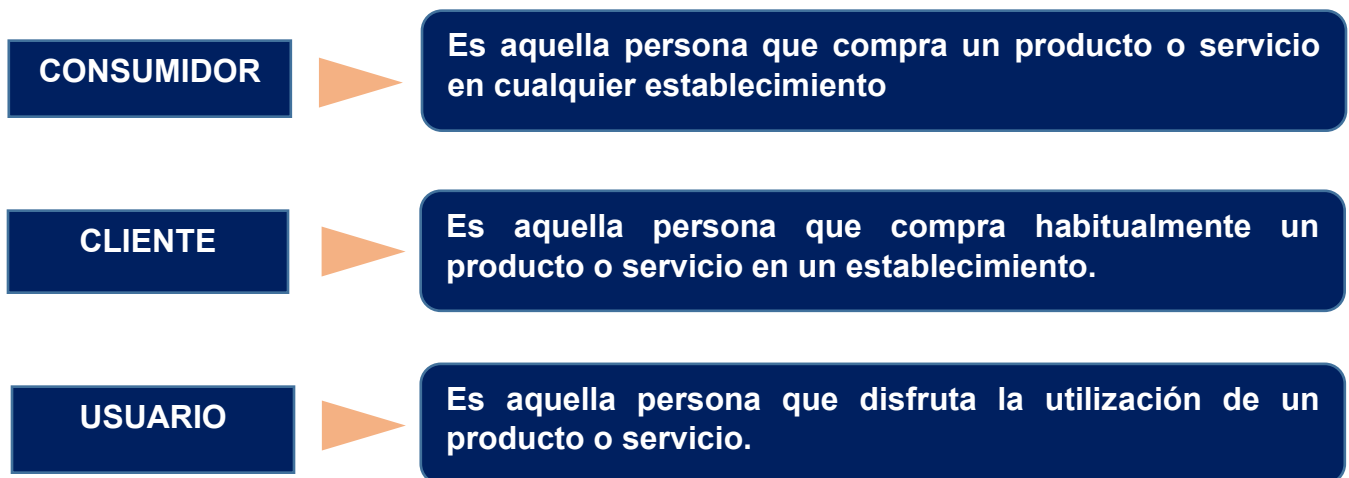 CONSUMIDOR
Es aquella persona que compra un producto o servicio
en cualquier establecimiento
CLIENTE
Es aquella persona que compra habitualmente un
producto o servicio en un establecimiento.
USUARIO
Es aquella persona que disfruta la utilización de un
producto o servicio.